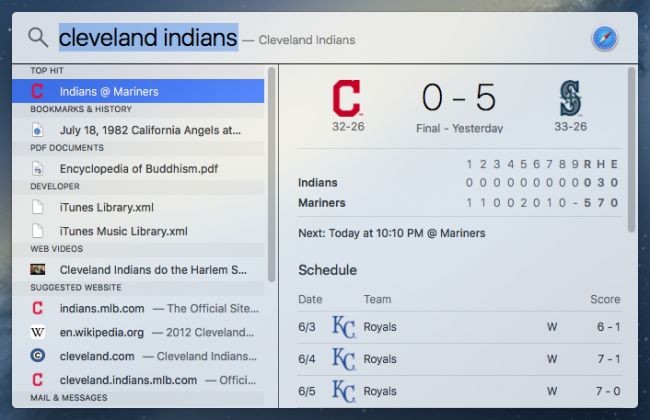 cleveland indians — Cleveland Indians
TOP HIT
Indians @ Mariners
BOOKMARKS & HISTORY
July 18, 1982 California Angels at...
PDF DOCUMENTS
Encyclopedia of Buddhism.pdf
DEVELOPER
iTunes Library.xml
iTunes Music Library.xml
WEB VIDEOS
Cleveland Indians do the Harlem S...
SUGGESTED WEBSITE
C indians.mlb.com — The Official Site...
W en.wikipedia.org — 2012 Cleveland...
C cleveland.com — Cleveland Indians...
C cleveland.indians.mlb.com — Offici...
MAIL & MESSAGES
C 0 - 5 S
32-26 Final - Yesterday 33-26
1 2 3 4 5 6 7 8 9 R H E
Indians 0 0 0 0 0 0 0 0 0 0 3 0
Mariners 1 1 0 0 2 0 1 0 - 5 7 0
Next: Today at 10:10 PM @ Mariners
Schedule
Date Team Score
6/3 KC Royals W 6 - 1
6/4 KC Royals W 7 - 1
6/5 KC Royals W 7 - 0